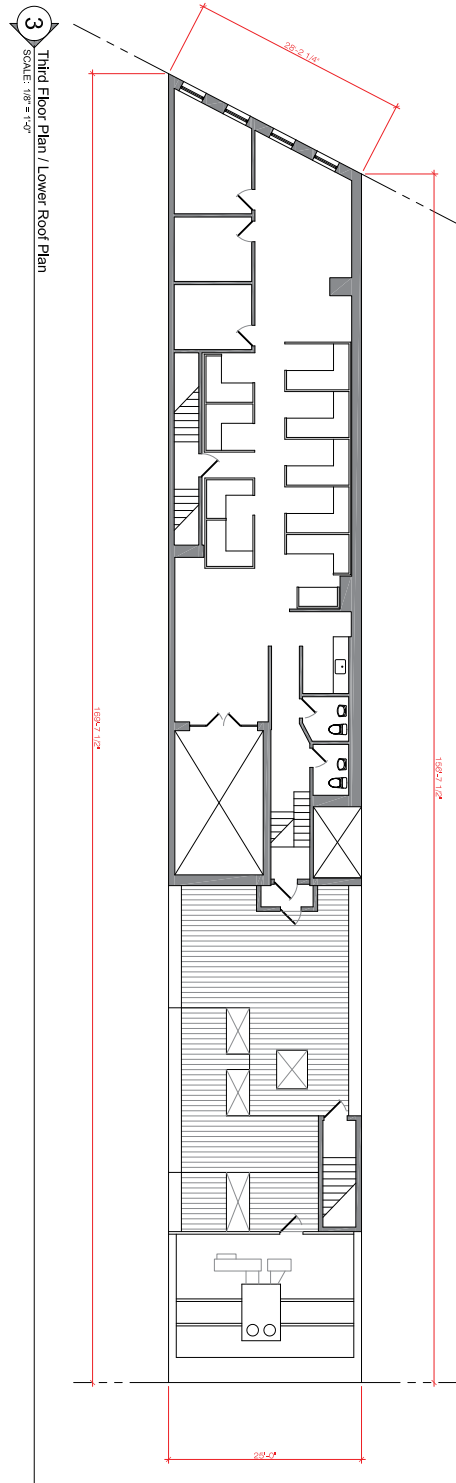 3
Third Floor Plan / Lower Roof Plan
SCALE: 1/8" = 1'-0"
28'-2 1/4"
169'-7 1/2"
156'-7 1/2"
25'-0"